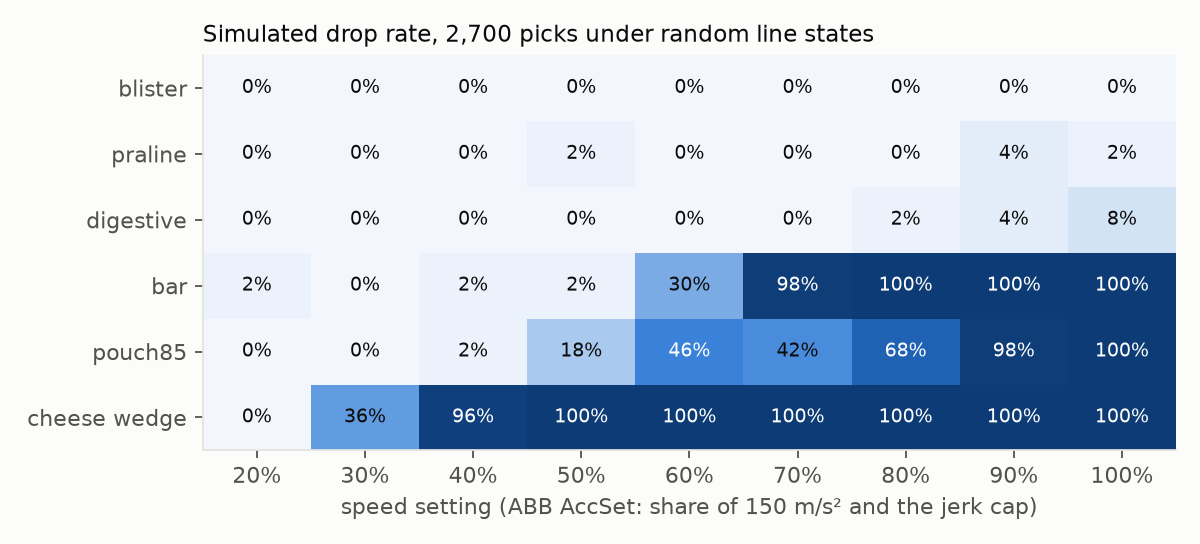 Simulated drop rate, 2,700 picks under random line states
blister 0% 0% 0% 0% 0% 0% 0% 0% 0%
praline 0% 0% 0% 2% 0% 0% 0% 4% 2%
digestive 0% 0% 0% 0% 0% 0% 2% 4% 8%
bar 2% 0% 2% 2% 30% 98% 100% 100% 100%
pouch85 0% 0% 2% 18% 46% 42% 68% 98% 100%
cheese wedge 0% 36% 96% 100% 100% 100% 100% 100% 100%
20% 30% 40% 50% 60% 70% 80% 90% 100%
speed setting (ABB AccSet: share of 150 m/s² and the jerk cap)